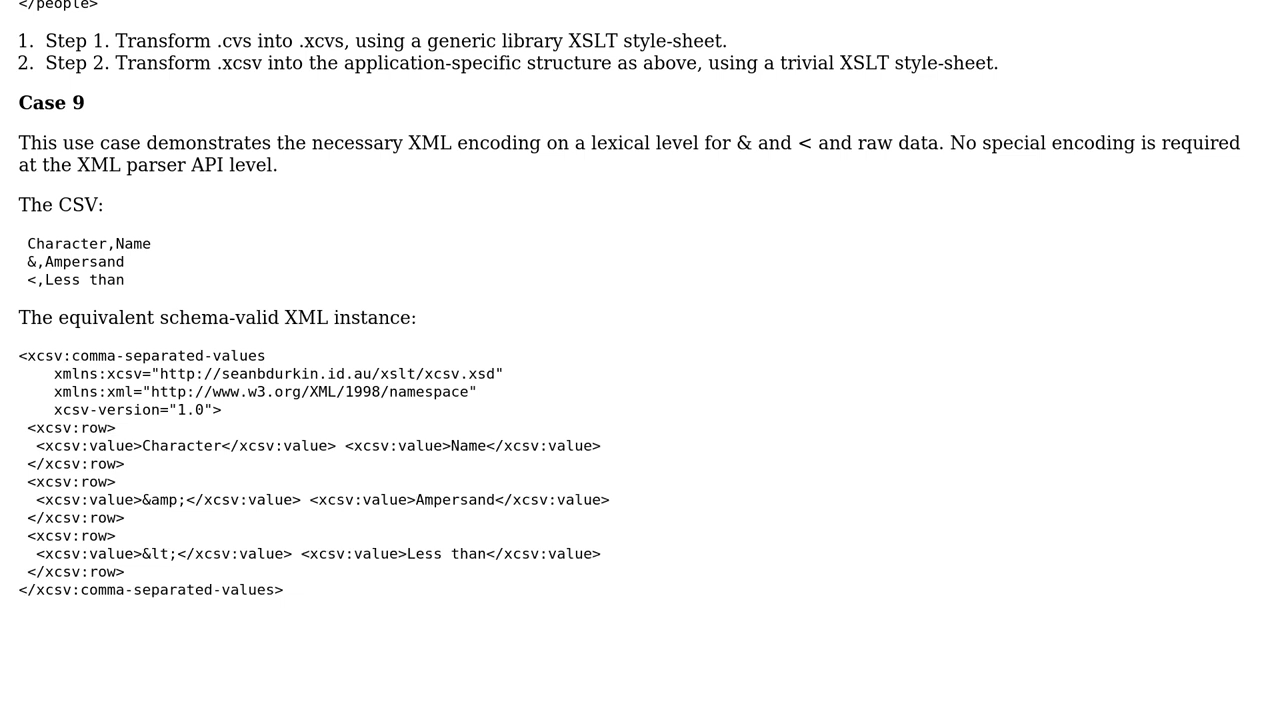 </people>
1. Step 1. Transform .cvs into .xcvs, using a generic library XSLT style-sheet.
2. Step 2. Transform .xcsv into the application-specific structure as above, using a trivial XSLT style-sheet.
Case 9
This use case demonstrates the necessary XML encoding on a lexical level for & and < and raw data. No special encoding is required
at the XML parser API level.
The CSV:
Character,Name
&,Ampersand
<,Less than
The equivalent schema-valid XML instance:
<xcsv:comma-separated-values
    xmlns:xcsv="http://seanbdurkin.id.au/xslt/xcsv.xsd"
    xmlns:xml="http://www.w3.org/XML/1998/namespace"
    xcsv-version="1.0">
 <xcsv:row>
  <xcsv:value>Character</xcsv:value> <xcsv:value>Name</xcsv:value>
 </xcsv:row>
 <xcsv:row>
  <xcsv:value>&amp;</xcsv:value> <xcsv:value>Ampersand</xcsv:value>
 </xcsv:row>
 <xcsv:row>
  <xcsv:value>&lt;</xcsv:value> <xcsv:value>Less than</xcsv:value>
 </xcsv:row>
</xcsv:comma-separated-values>